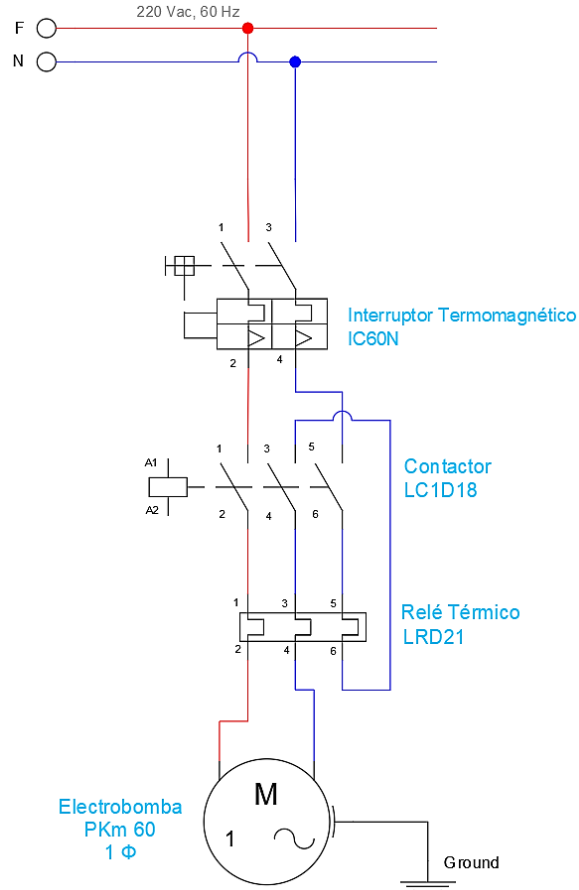 220 Vac, 60 Hz
F
N
1 3
Interruptor Termomagnético
IC60N
2 4
1 3 5
A1
A2
Contactor
LC1D18
2 4 6
1 3 5
Relé Térmico
LRD21
2 4 6
M
1
Electrobomba
PKm 60
1 Φ
Ground